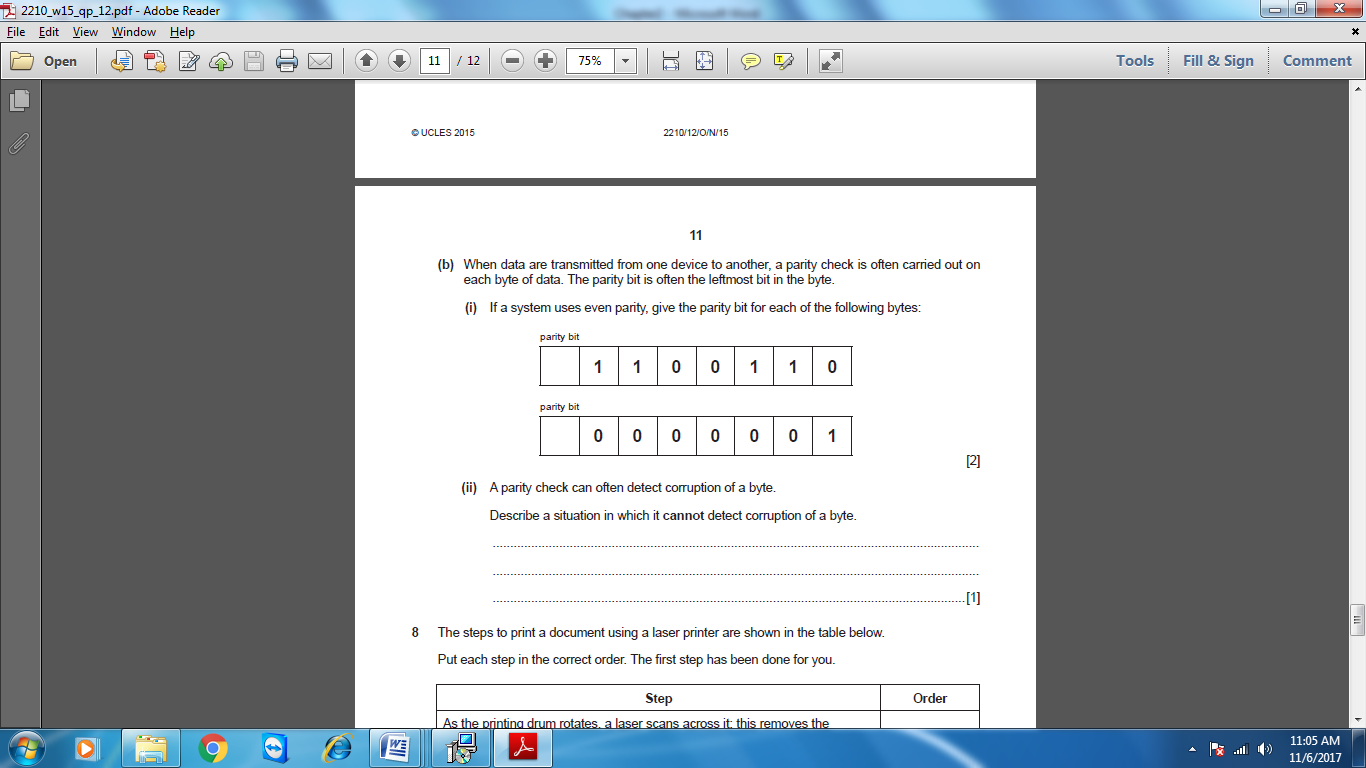 2210_w15_qp_12.pdf - Adobe Reader
File Edit View Window Help
Open 11 / 12 75% Tools Fill & Sign Comment
© UCLES 2015 2210/12/O/N/15
11
(b) When data are transmitted from one device to another, a parity check is often carried out on
each byte of data. The parity bit is often the leftmost bit in the byte.
(i) If a system uses even parity, give the parity bit for each of the following bytes:
parity bit
1 1 0 0 1 1 0
parity bit
0 0 0 0 0 0 1
[2]
(ii) A parity check can often detect corruption of a byte.
Describe a situation in which it cannot detect corruption of a byte.
[1]
8 The steps to print a document using a laser printer are shown in the table below.
Put each step in the correct order. The first step has been done for you.
Step Order
As the printing drum rotates, a laser scans across it; this removes the
11:05 AM
11/6/2017